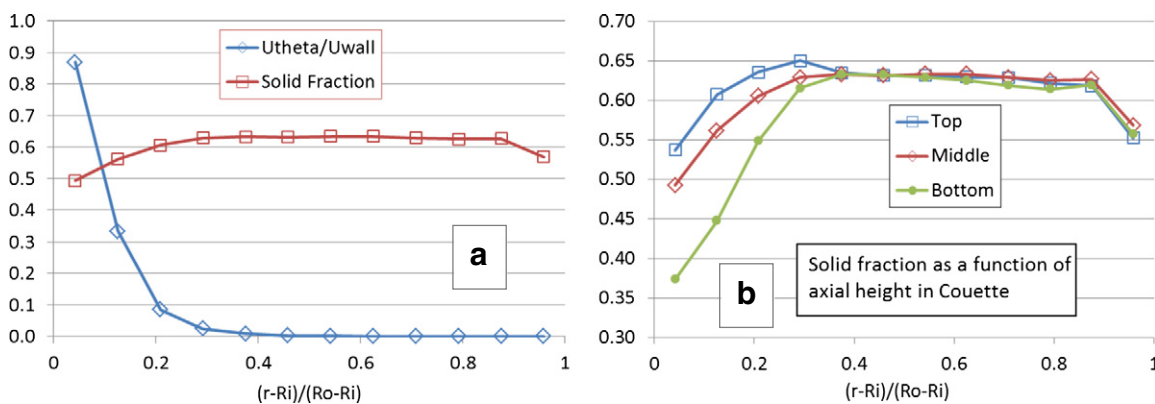 1.0
0.9
0.8
0.7
0.6
0.5
0.4
0.3
0.2
0.1
0.0
Utheta/Uwall
Solid Fraction
a
0 0.2 0.4 0.6 0.8 1
(r-Ri)/(Ro-Ri)
0.70
0.65
0.60
0.55
0.50
0.45
0.40
0.35
0.30
Top
Middle
Bottom
b
Solid fraction as a function of
axial height in Couette
0 0.2 0.4 0.6 0.8 1
(r-Ri)/(Ro-Ri)